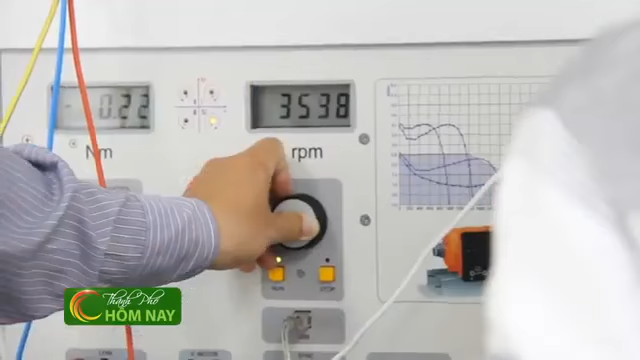 - 0.22
3538
Nm
rpm
RUN
STOP
Thành Phố
HÔM NAY